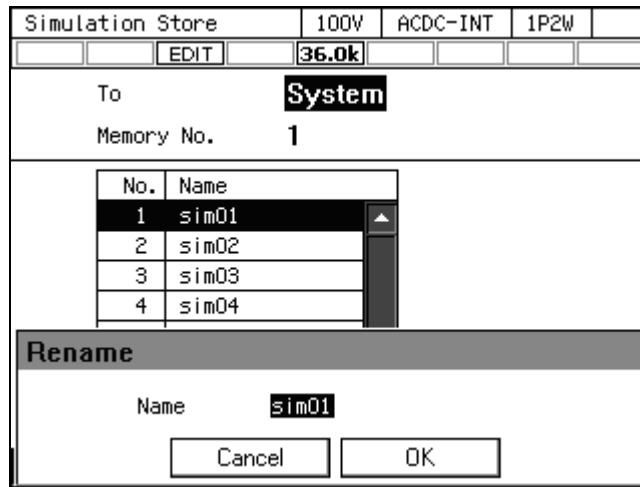 Simulation Store 100V ACDC-INT 1P2W
EDIT 36.0k
To System
Memory No. 1
No. Name
1 sim01
2 sim02
3 sim03
4 sim04
Rename
Name sim01
Cancel OK